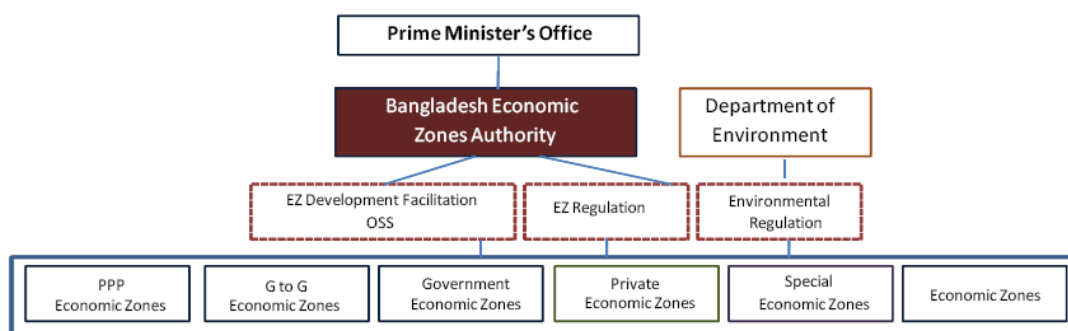 Prime Minister's Office
Bangladesh Economic
Zones Authority
Department of
Environment
EZ Development Facilitation
OSS
EZ Regulation
Environmental
Regulation
PPP
Economic Zones
G to G
Economic Zones
Government
Economic Zones
Private
Economic Zones
Special
Economic Zones
Economic Zones